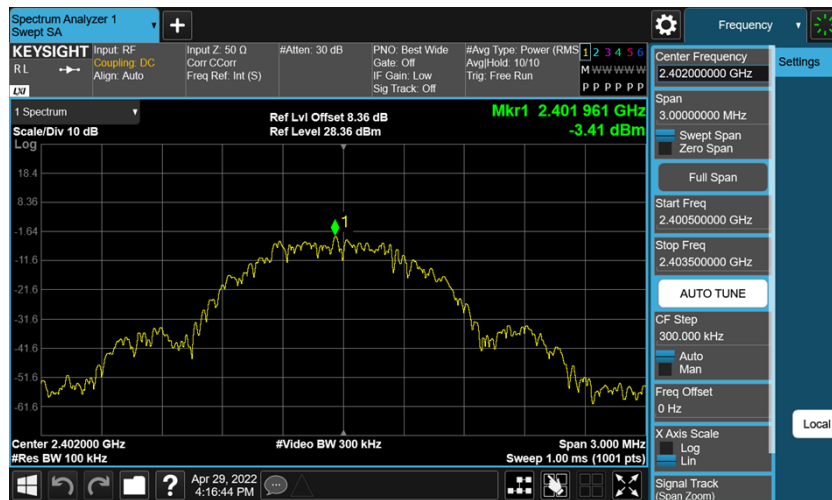 Spectrum Analyzer 1
Swept SA
+
Frequency
KEYSIGHT
RL
LXI
Input: RF
Coupling: DC
Align: Auto
Input Z: 50 Ω
Corr CCorr
Freq Ref: Int (S)
#Atten: 30 dB
PNO: Best Wide
Gate: Off
IF Gain: Low
Sig Track: Off
#Avg Type: Power (RMS
Avg|Hold: 10/10
Trig: Free Run
1 2 3 4 5 6
M W W W W W
P P P P P P
Center Frequency
2.402000000 GHz
Settings
Span
3.00000000 MHz
Swept Span
Zero Span
Full Span
Start Freq
2.400500000 GHz
Stop Freq
2.403500000 GHz
AUTO TUNE
CF Step
300.000 kHz
Auto
Man
Freq Offset
0 Hz
Local
X Axis Scale
Log
Lin
Signal Track
(Span Zoom)
1 Spectrum
Scale/Div 10 dB
Ref Lvl Offset 8.36 dB
Ref Level 28.36 dBm
Mkr1 2.401 961 GHz
-3.41 dBm
Log
18.4
8.36
-1.64
-11.6
-21.6
-31.6
-41.6
-51.6
-61.6
1
Center 2.402000 GHz
#Video BW 300 kHz
Span 3.000 MHz
#Res BW 100 kHz
Sweep 1.00 ms (1001 pts)
?
Apr 29, 2022
4:16:44 PM